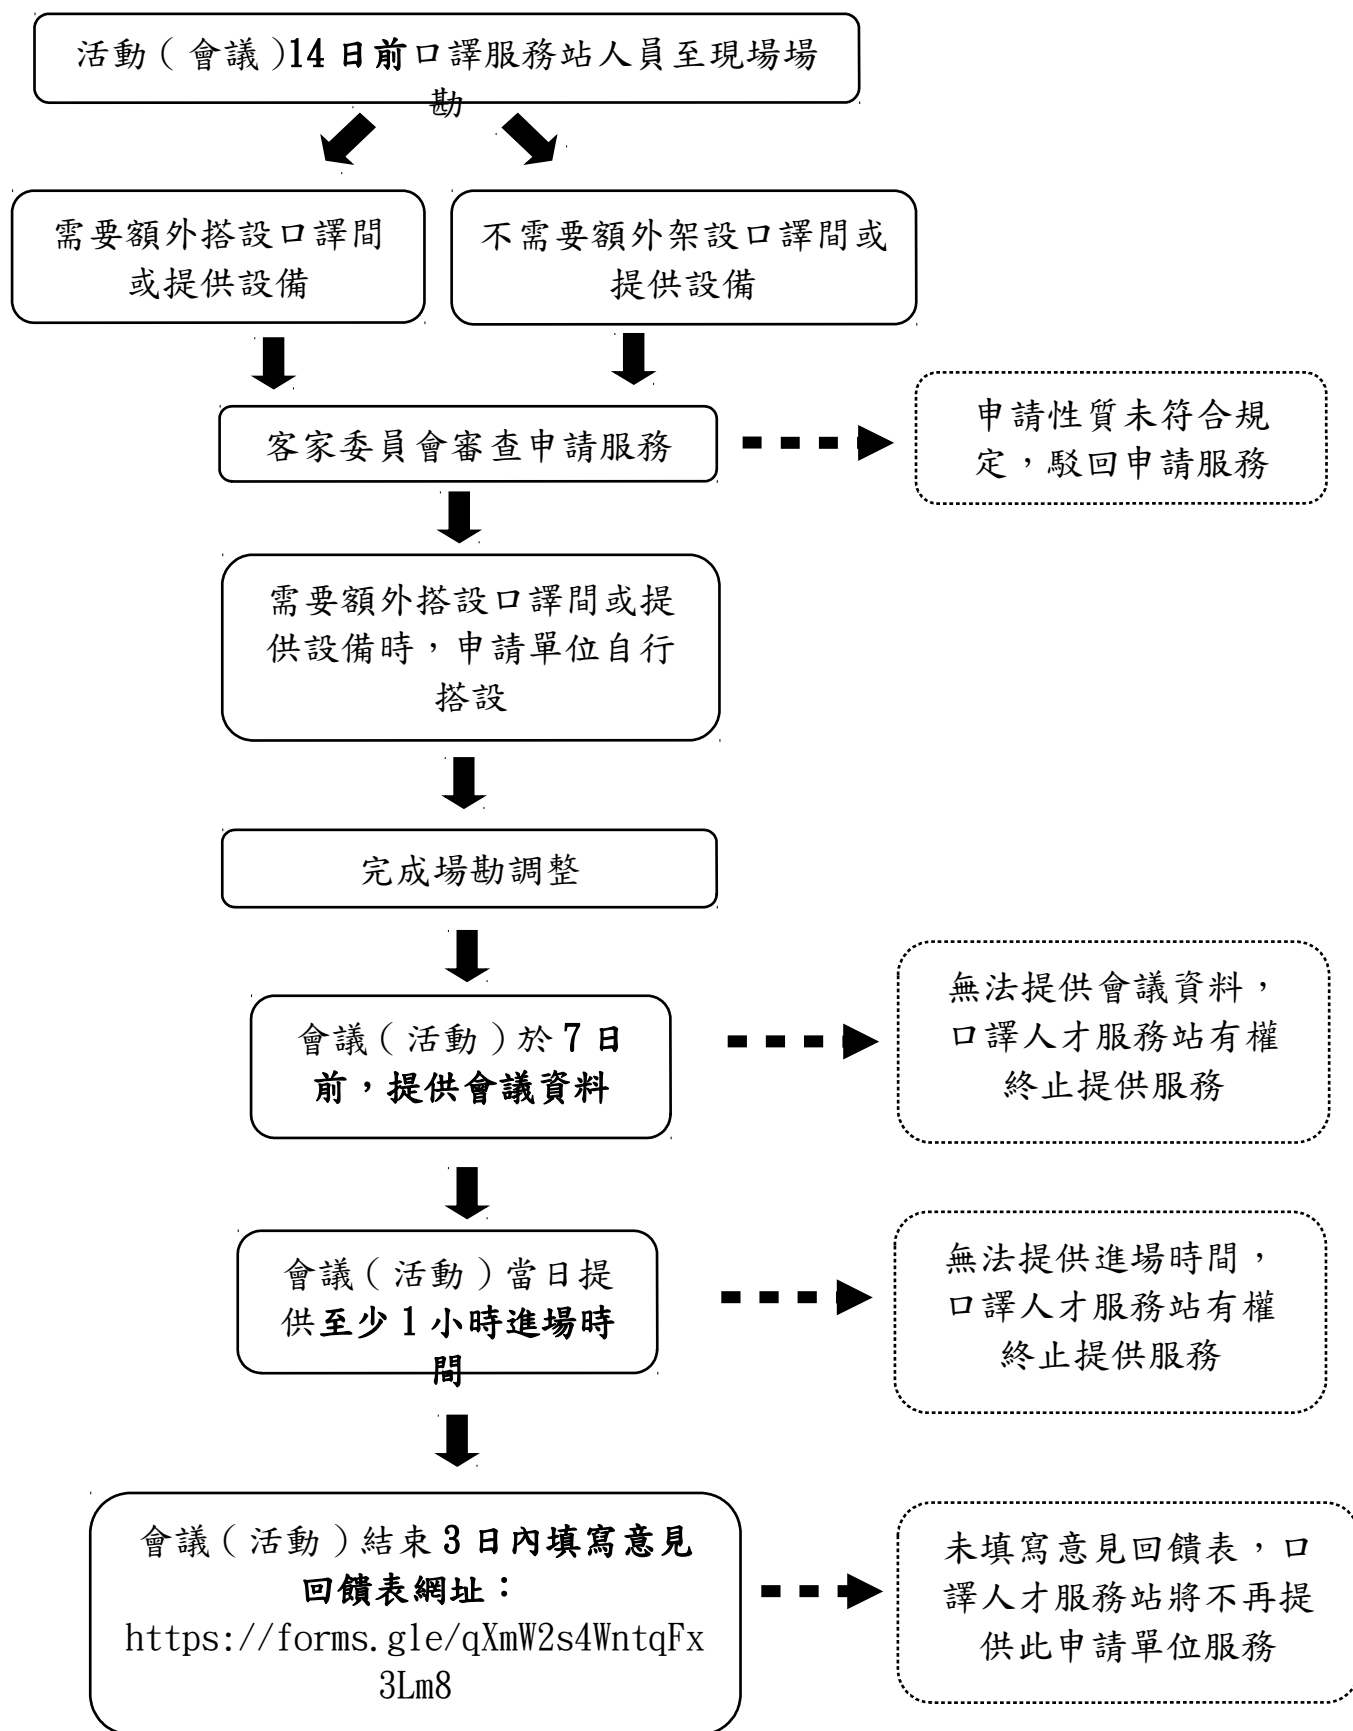 活動（會議)14 日前口譯服務站人員至現場場
勘
需要額外搭設口譯間
或提供設備
不需要額外架設口譯間或
提供設備
客家委員會審查申請服務
申請性質未符合規
定，駁回申請服務
需要額外搭設口譯間或提
供設備時，申請單位自行
搭設
完成場勘調整
會議（活動）於 7 日
前，提供會議資料
無法提供會議資料，
口譯人才服務站有權
終止提供服務
會議（活動）當日提
供至少 1 小時進場時
間
無法提供進場時間，
口譯人才服務站有權
終止提供服務
會議（活動）結束 3 日內填寫意見
回饋表網址：
https://forms.gle/qXmW2s4WntqFx
3Lm8
未填寫意見回饋表，口
譯人才服務站將不再提
供此申請單位服務